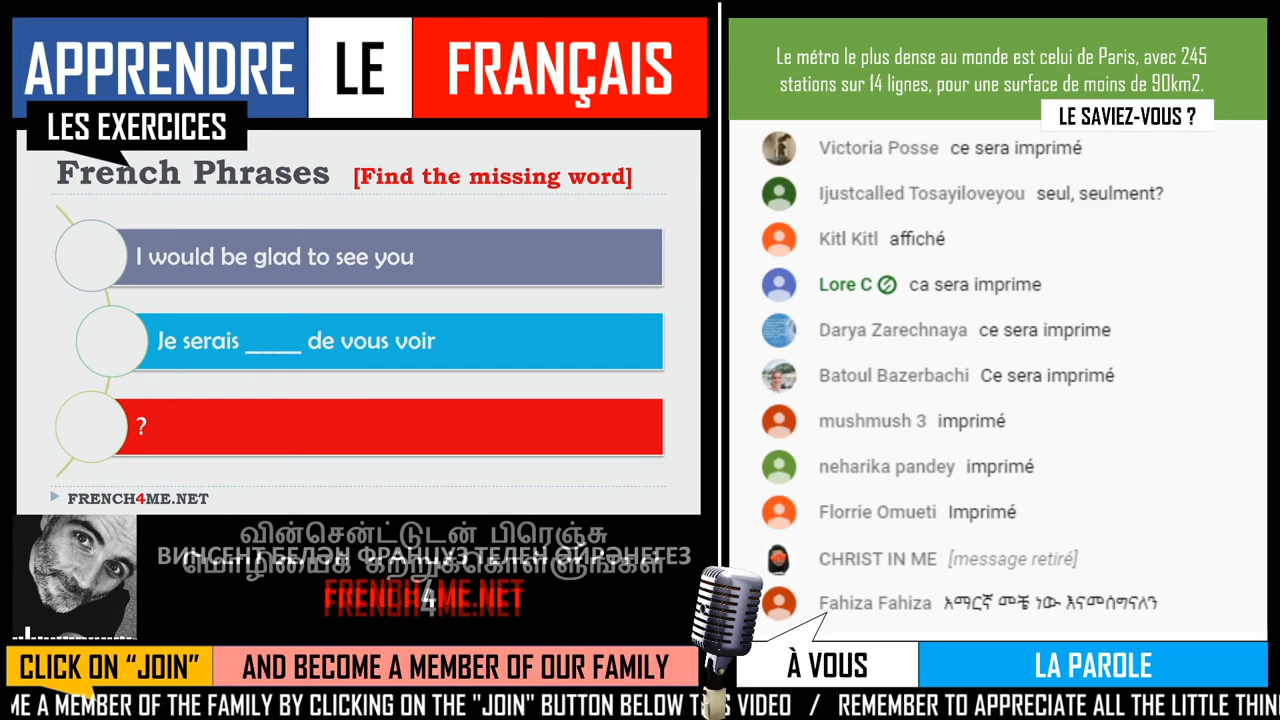 APPRENDRE LE FRANÇAIS
LES EXERCICES
French Phrases [Find the missing word]
I would be glad to see you
Je serais _____ de vous voir
?
FRENCH4ME.NET
வின்சென்ட்டுடன் பிரெஞ்சு
மொழியைக் கற்றுக்கொள்ளுங்கள்
FRENCH4ME.NET
CLICK ON “JOIN” AND BECOME A MEMBER OF OUR FAMILY
Le métro le plus dense au monde est celui de Paris, avec 245
stations sur 14 lignes, pour une surface de moins de 90km2.
LE SAVIEZ-VOUS ?
Victoria Posse ce sera imprimé
Ijustcalled Tosayiloveyou seul, seulment?
Kitl Kitl affiché
Lore C ca sera imprime
Darya Zarechnaya ce sera imprime
Batoul Bazerbachi Ce sera imprimé
mushmush 3 imprimé
neharika pandey imprimé
Florrie Omueti Imprimé
CHRIST IN ME [message retiré]
Fahiza Fahiza አማርኛ መቼ ነው እናመሰግናለን
À VOUS LA PAROLE
ME A MEMBER OF THE FAMILY BY CLICKING ON THE "JOIN" BUTTON BELOW THIS VIDEO / REMEMBER TO APPRECIATE ALL THE LITTLE THIN